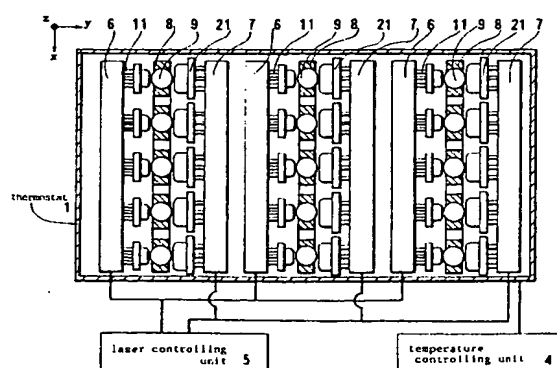 z y
x
6 11 8 9 21 7 6 11 9 8 21 7 6 11 9 8 21 7
thermostat 1
laser controlling
unit 5
temperature
controlling unit 4